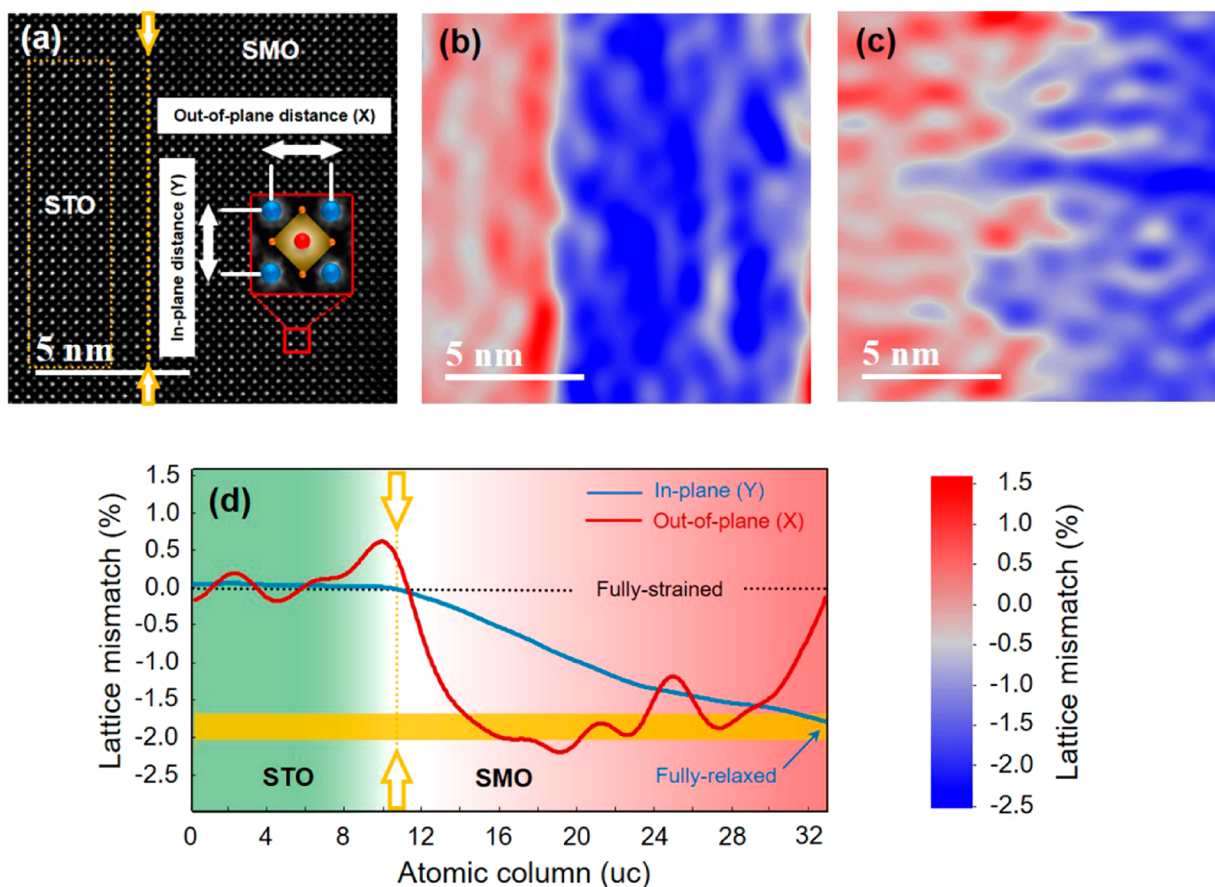 (a)
SMO
Out-of-plane distance (X)
In-plane distance (Y)
STO
5 nm
(b)
5 nm
(c)
5 nm
(d)
In-plane (Y)
Out-of-plane (X)
Fully-strained
Fully-relaxed
STO
SMO
Lattice mismatch (%)
1.5
1.0
0.5
0.0
-0.5
-1.0
-1.5
-2.0
-2.5
0 4 8 12 16 20 24 28 32
Atomic column (uc)
1.5
1.0
0.5
0.0
-0.5
-1.0
-1.5
-2.0
-2.5
Lattice mismatch (%)